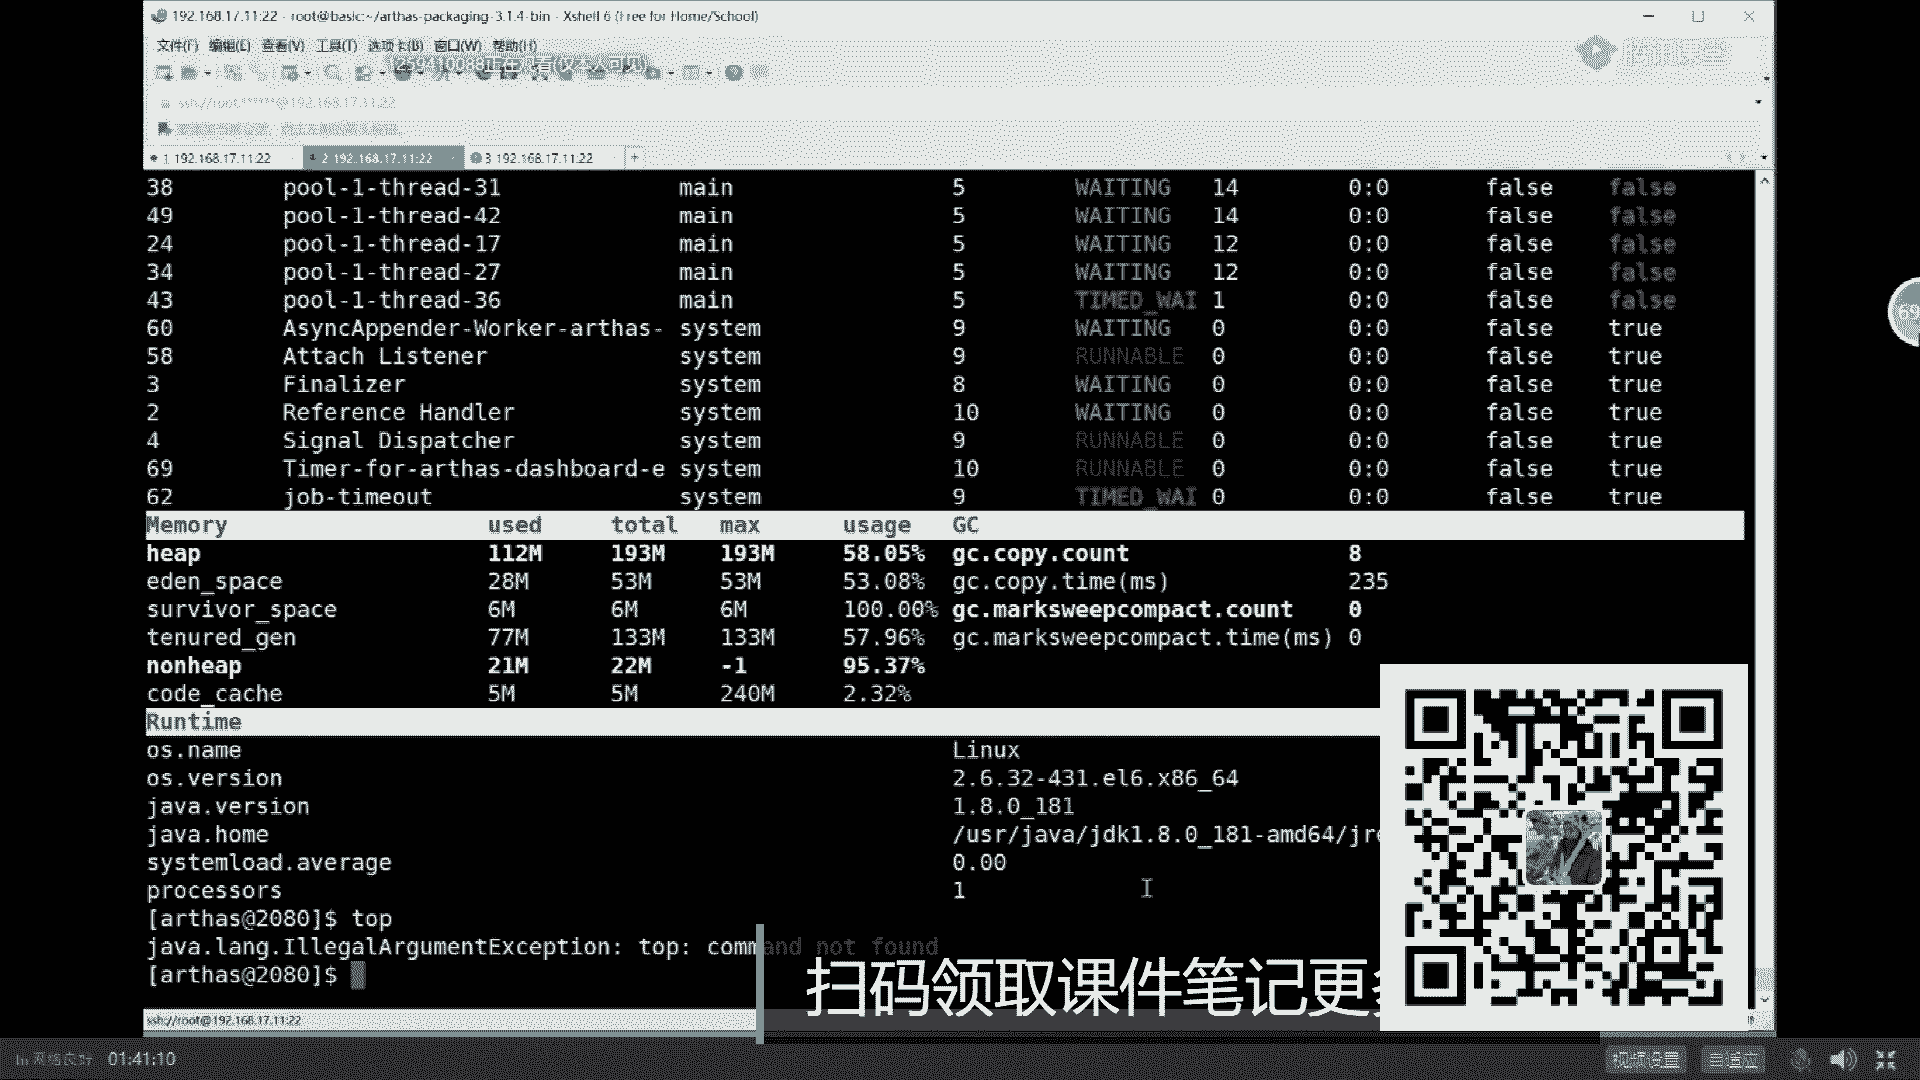 192.168.17.11:22 - root@basic:~/arthas-packaging-3.1.4-bin - Xshell 6 (Free for Home/School)
文件(F) 编辑(E) 查看(V) 工具(T) 选项卡(B) 窗口(W) 帮助(H)
ssh://root:******@192.168.17.11:22
1 192.168.17.11:22 2 192.168.17.11:22 3 192.168.17.11:22 +
38 pool-1-thread-31 main 5 WAITING 14 0:0 false false
49 pool-1-thread-42 main 5 WAITING 14 0:0 false false
24 pool-1-thread-17 main 5 WAITING 12 0:0 false false
34 pool-1-thread-27 main 5 WAITING 12 0:0 false false
43 pool-1-thread-36 main 5 TIMED_WAI 1 0:0 false false
60 AsyncAppender-Worker-arthas- system 9 WAITING 0 0:0 false true
58 Attach Listener system 9 RUNNABLE 0 0:0 false true
3 Finalizer system 8 WAITING 0 0:0 false true
2 Reference Handler system 10 WAITING 0 0:0 false true
4 Signal Dispatcher system 9 RUNNABLE 0 0:0 false true
69 Timer-for-arthas-dashboard-e system 10 RUNNABLE 0 0:0 false true
62 job-timeout system 9 TIMED_WAI 0 0:0 false true
Memory used total max usage GC
heap 112M 193M 193M 58.05% gc.copy.count 8
eden_space 28M 53M 53M 53.08% gc.copy.time(ms) 235
survivor_space 6M 6M 6M 100.00% gc.marksweepcompact.count 0
tenured_gen 77M 133M 133M 57.96% gc.marksweepcompact.time(ms) 0
nonheap 21M 22M -1 95.37%
code_cache 5M 5M 240M 2.32%
Runtime
os.name Linux
os.version 2.6.32-431.el6.x86_64
java.version 1.8.0_181
java.home /usr/java/jdk1.8.0_181-amd64/jre
systemload.average 0.00
processors 1
[arthas@2080]$ top
java.lang.IllegalArgumentException: top: command not found
[arthas@2080]$
扫码领取课件笔记更多
ssh://root@192.168.17.11:22
01:41:10 视频设置 自适应